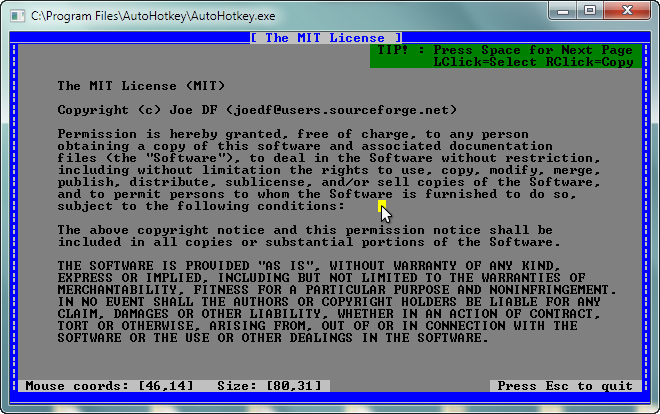 C:\Program Files\AutoHotkey\AutoHotkey.exe
[ The MIT License ]
TIP! : Press Space for Next Page
LClick=Select RClick=Copy
The MIT License (MIT)
Copyright (c) Joe DF (joedf@users.sourceforge.net)
Permission is hereby granted, free of charge, to any person
obtaining a copy of this software and associated documentation
files (the "Software"), to deal in the Software without restriction,
including without limitation the rights to use, copy, modify, merge,
publish, distribute, sublicense, and/or sell copies of the Software,
and to permit persons to whom the Software is furnished to do so,
subject to the following conditions:
The above copyright notice and this permission notice shall be
included in all copies or substantial portions of the Software.
THE SOFTWARE IS PROVIDED "AS IS", WITHOUT WARRANTY OF ANY KIND,
EXPRESS OR IMPLIED, INCLUDING BUT NOT LIMITED TO THE WARRANTIES OF
MERCHANTABILITY, FITNESS FOR A PARTICULAR PURPOSE AND NONINFRINGEMENT.
IN NO EVENT SHALL THE AUTHORS OR COPYRIGHT HOLDERS BE LIABLE FOR ANY
CLAIM, DAMAGES OR OTHER LIABILITY, WHETHER IN AN ACTION OF CONTRACT,
TORT OR OTHERWISE, ARISING FROM, OUT OF OR IN CONNECTION WITH THE
SOFTWARE OR THE USE OR OTHER DEALINGS IN THE SOFTWARE.
Mouse coords: [46,14] Size: [80,31] Press Esc to quit